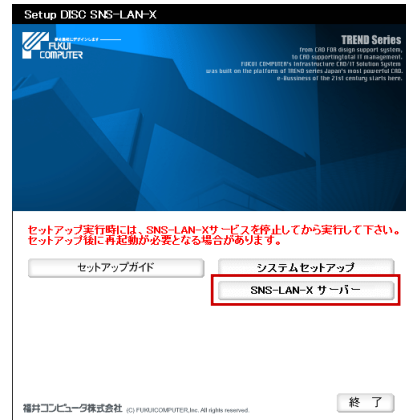 Setup DISC SNS-LAN-X
FUKUI
COMPUTER
TREND Series
from CAD FOR disign support system,
to CAD supportingtotal IT management.
FUKUI COMPUTER's Infrastructure CAD/IT Solution System
was built on the platform of TREND series Japan's most powerful CAD.
e-Bussiness of the 21st century starts here.
セットアップ実行時には、SNS-LAN-Xサービスを停止してから実行して下さい。
セットアップ後に再起動が必要となる場合があります。
セットアップガイド
システムセットアップ
SNS-LAN-X サーバー
福井コンピュータ株式会社 (C) FUKUICOMPUTER,Inc. All rights reserved.
終 了